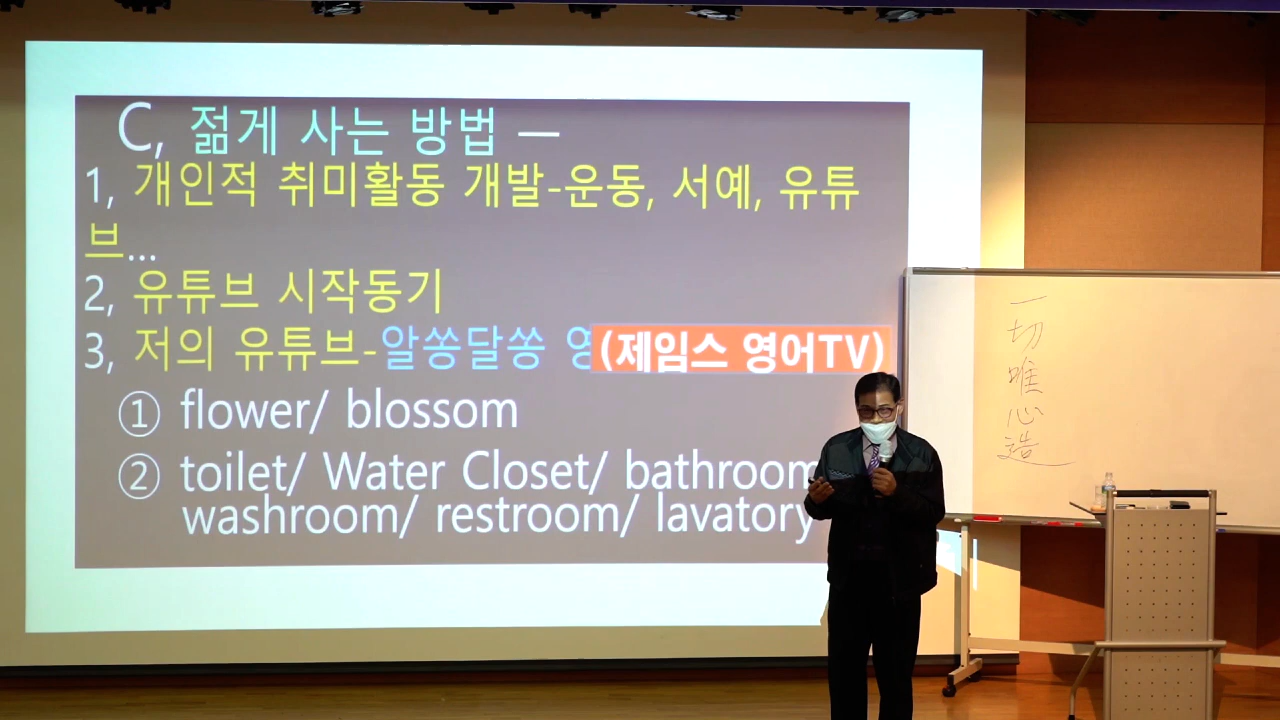 C, 젊게 사는 방법 —
1, 개인적 취미활동 개발-운동, 서예, 유튜
브...
2, 유튜브 시작동기
3, 저의 유튜브-알쏭달쏭 영(제임스 영어TV)
① flower/ blossom
② toilet/ Water Closet/ bathroom
washroom/ restroom/ lavatory
一切唯心造